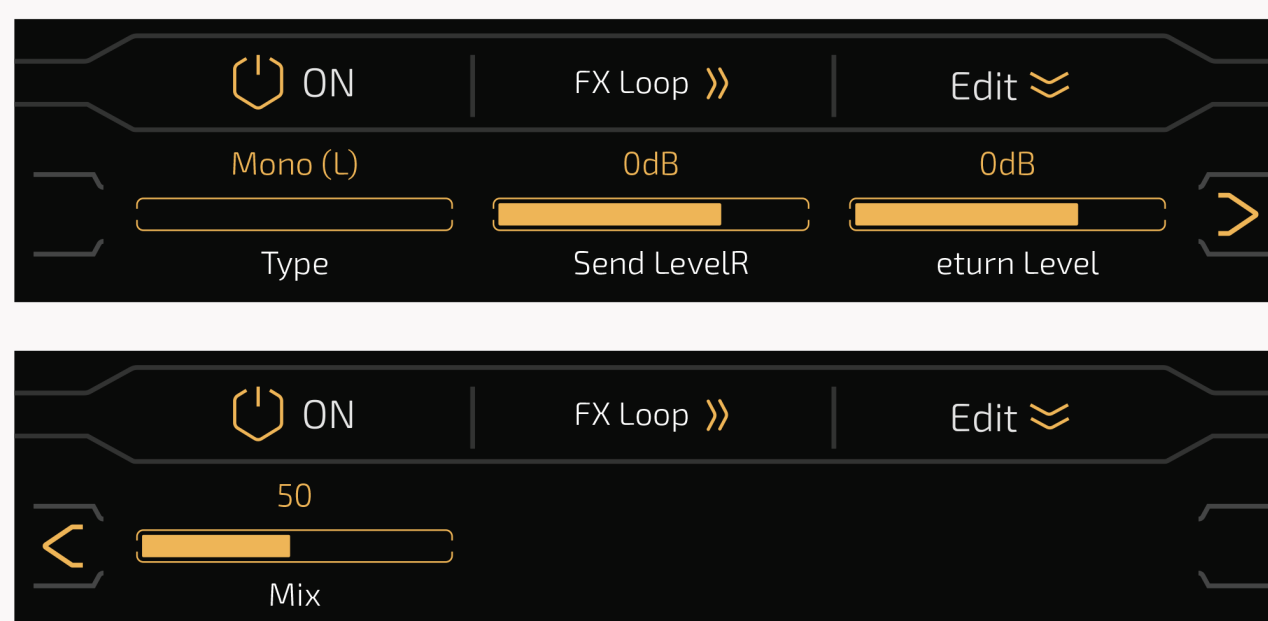 ON FX Loop Edit
Mono (L) 0dB 0dB
Type Send LevelR eturn Level
ON FX Loop Edit
50
Mix